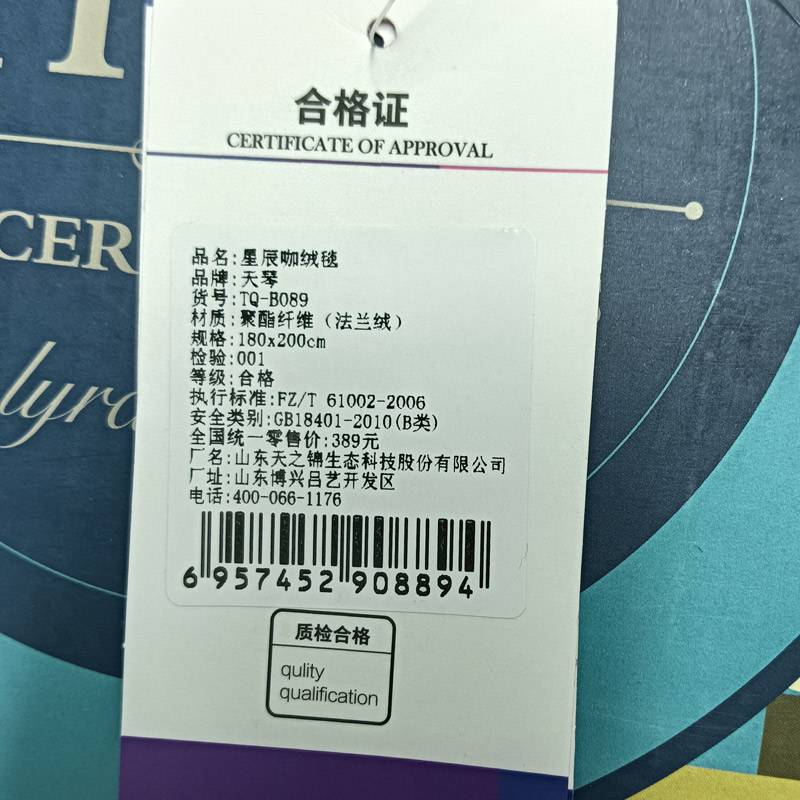 合格证
CERTIFICATE OF APPROVAL
CER
lyra
品名:星辰咖绒毯
品牌:天琴
货号:TQ-B089
材质:聚酯纤维（法兰绒）
规格:180x200cm
检验:001
等级:合格
执行标准:FZ/T 61002-2006
安全类别:GB18401-2010(B类)
全国统一零售价:389元
厂名:山东天之锦生态科技股份有限公司
厂址:山东博兴吕艺开发区
电话:400-066-1176
6 957452 908894
质检合格
qulity
qualification